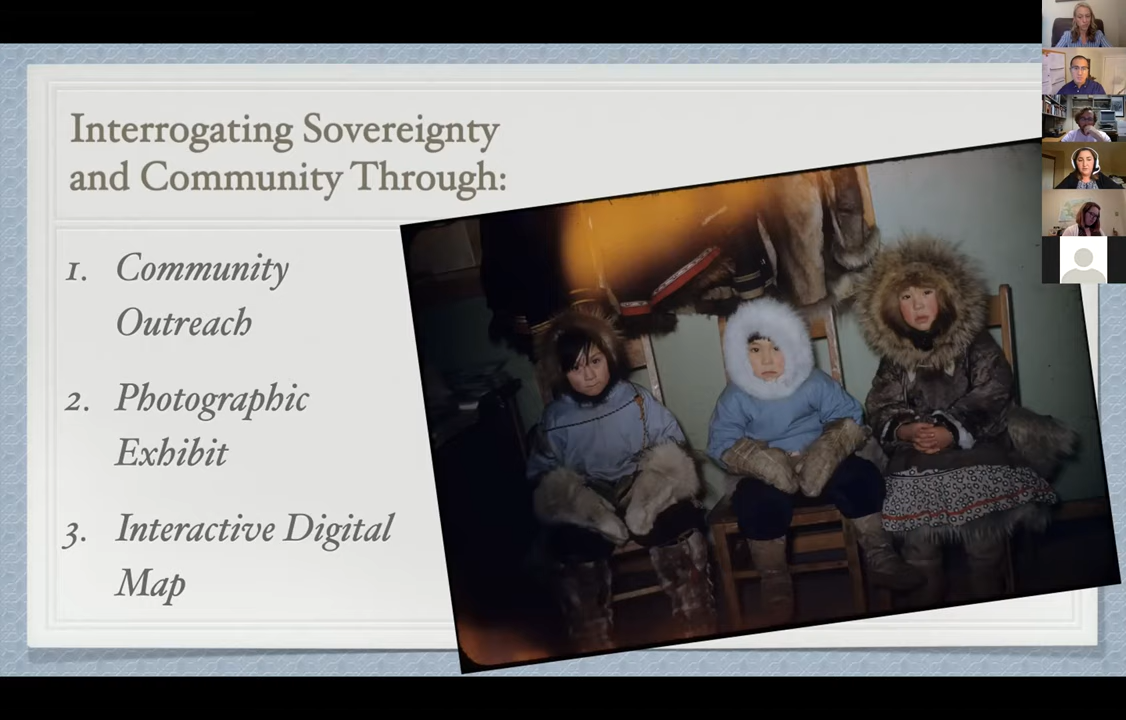 Interrogating Sovereignty
and Community Through:
1. Community
Outreach
2. Photographic
Exhibit
3. Interactive Digital
Map